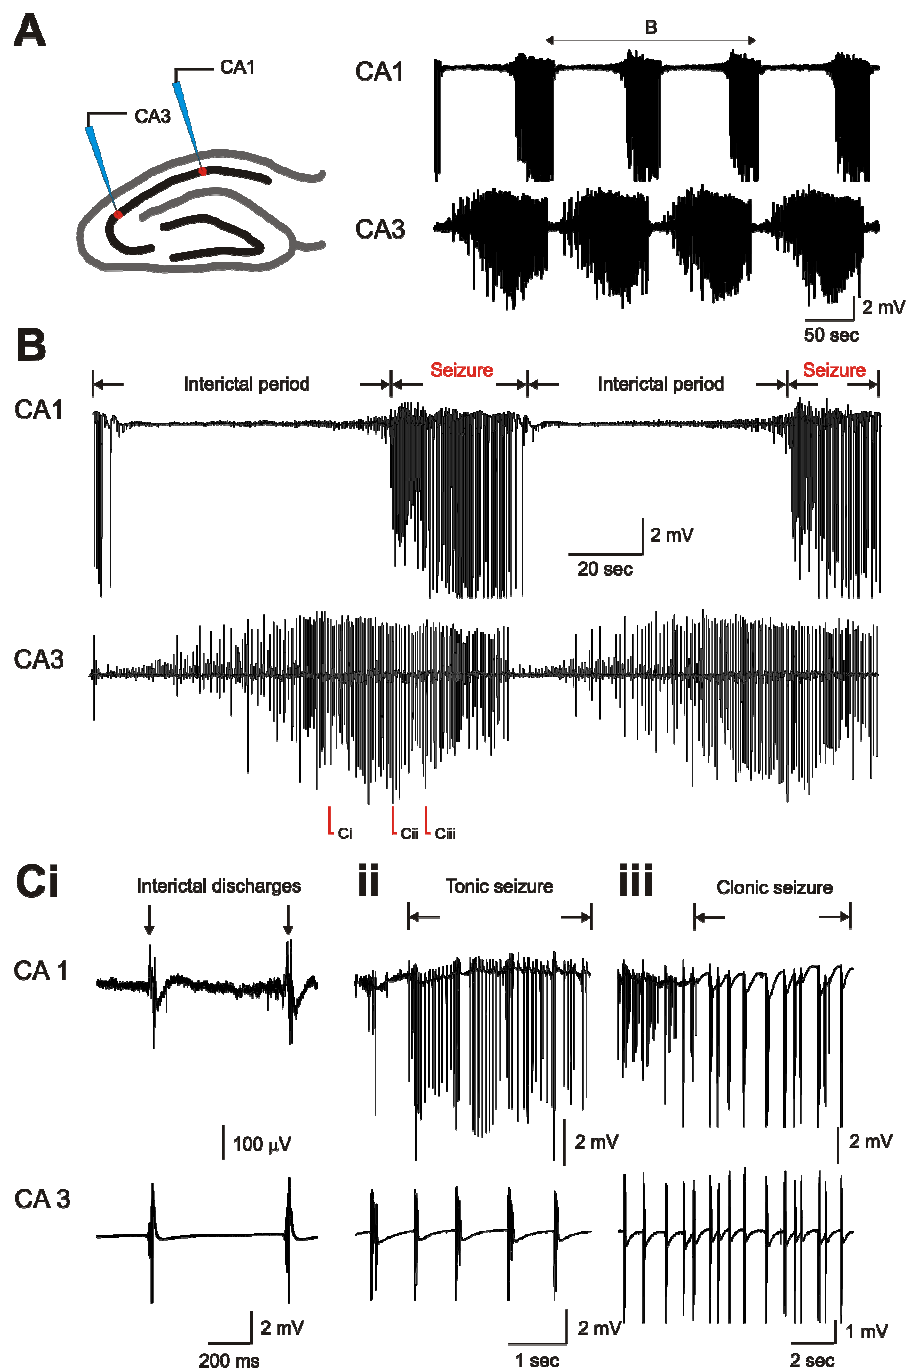 A
CA1
CA3
B
CA1
CA3
2 mV
50 sec
B
Interictal period
Seizure
Interictal period
Seizure
CA1
2 mV
20 sec
CA3
Ci
Cii
Ciii
Ci
Interictal discharges
ii
Tonic seizure
iii
Clonic seizure
CA 1
100 µV
2 mV
2 mV
CA 3
2 mV
200 ms
2 mV
1 sec
1 mV
2 sec